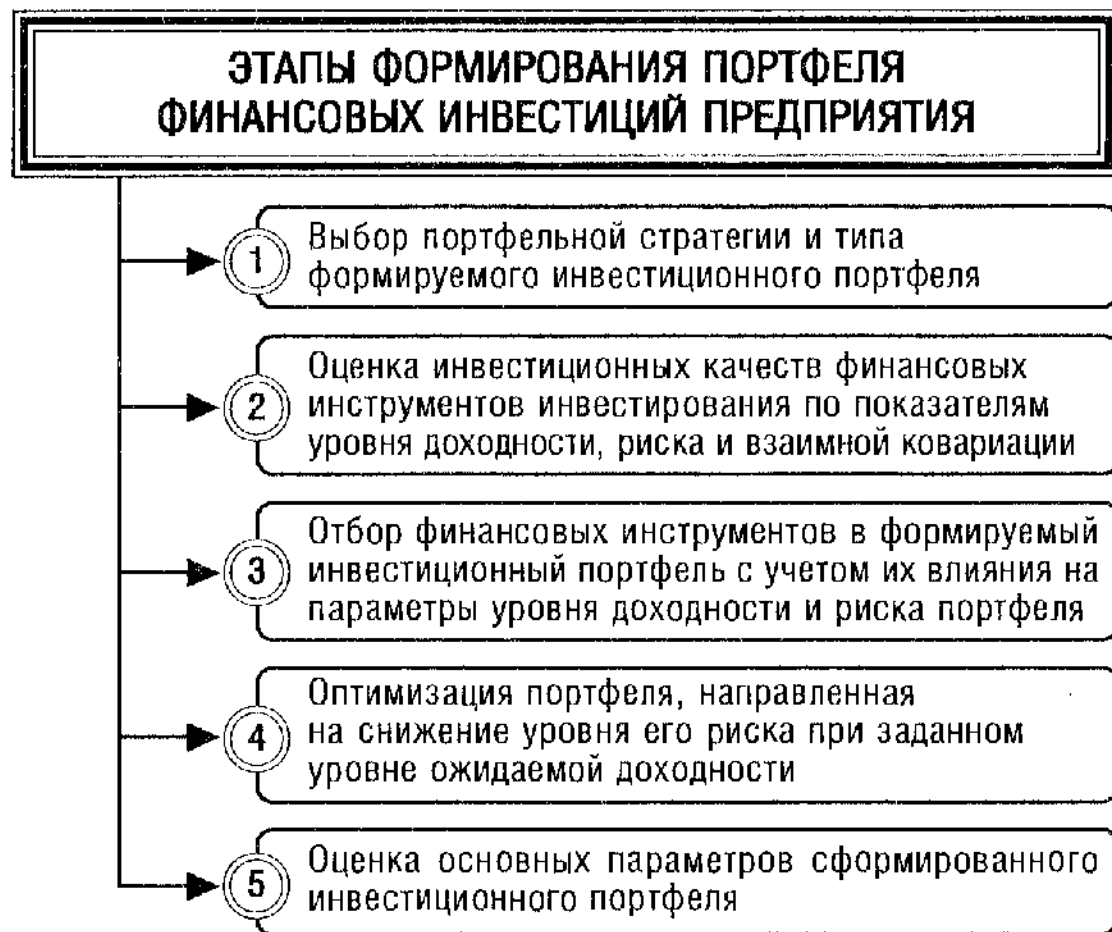 ЭТАПЫ ФОРМИРОВАНИЯ ПОРТФЕЛЯ
ФИНАНСОВЫХ ИНВЕСТИЦИЙ ПРЕДПРИЯТИЯ
1
Выбор портфельной стратегии и типа
формируемого инвестиционного портфеля
2
Оценка инвестиционных качеств финансовых
инструментов инвестирования по показателям
уровня доходности, риска и взаимной ковариации
3
Отбор финансовых инструментов в формируемый
инвестиционный портфель с учетом их влияния на
параметры уровня доходности и риска портфеля
4
Оптимизация портфеля, направленная
на снижение уровня его риска при заданном
уровне ожидаемой доходности
5
Оценка основных параметров сформированного
инвестиционного портфеля